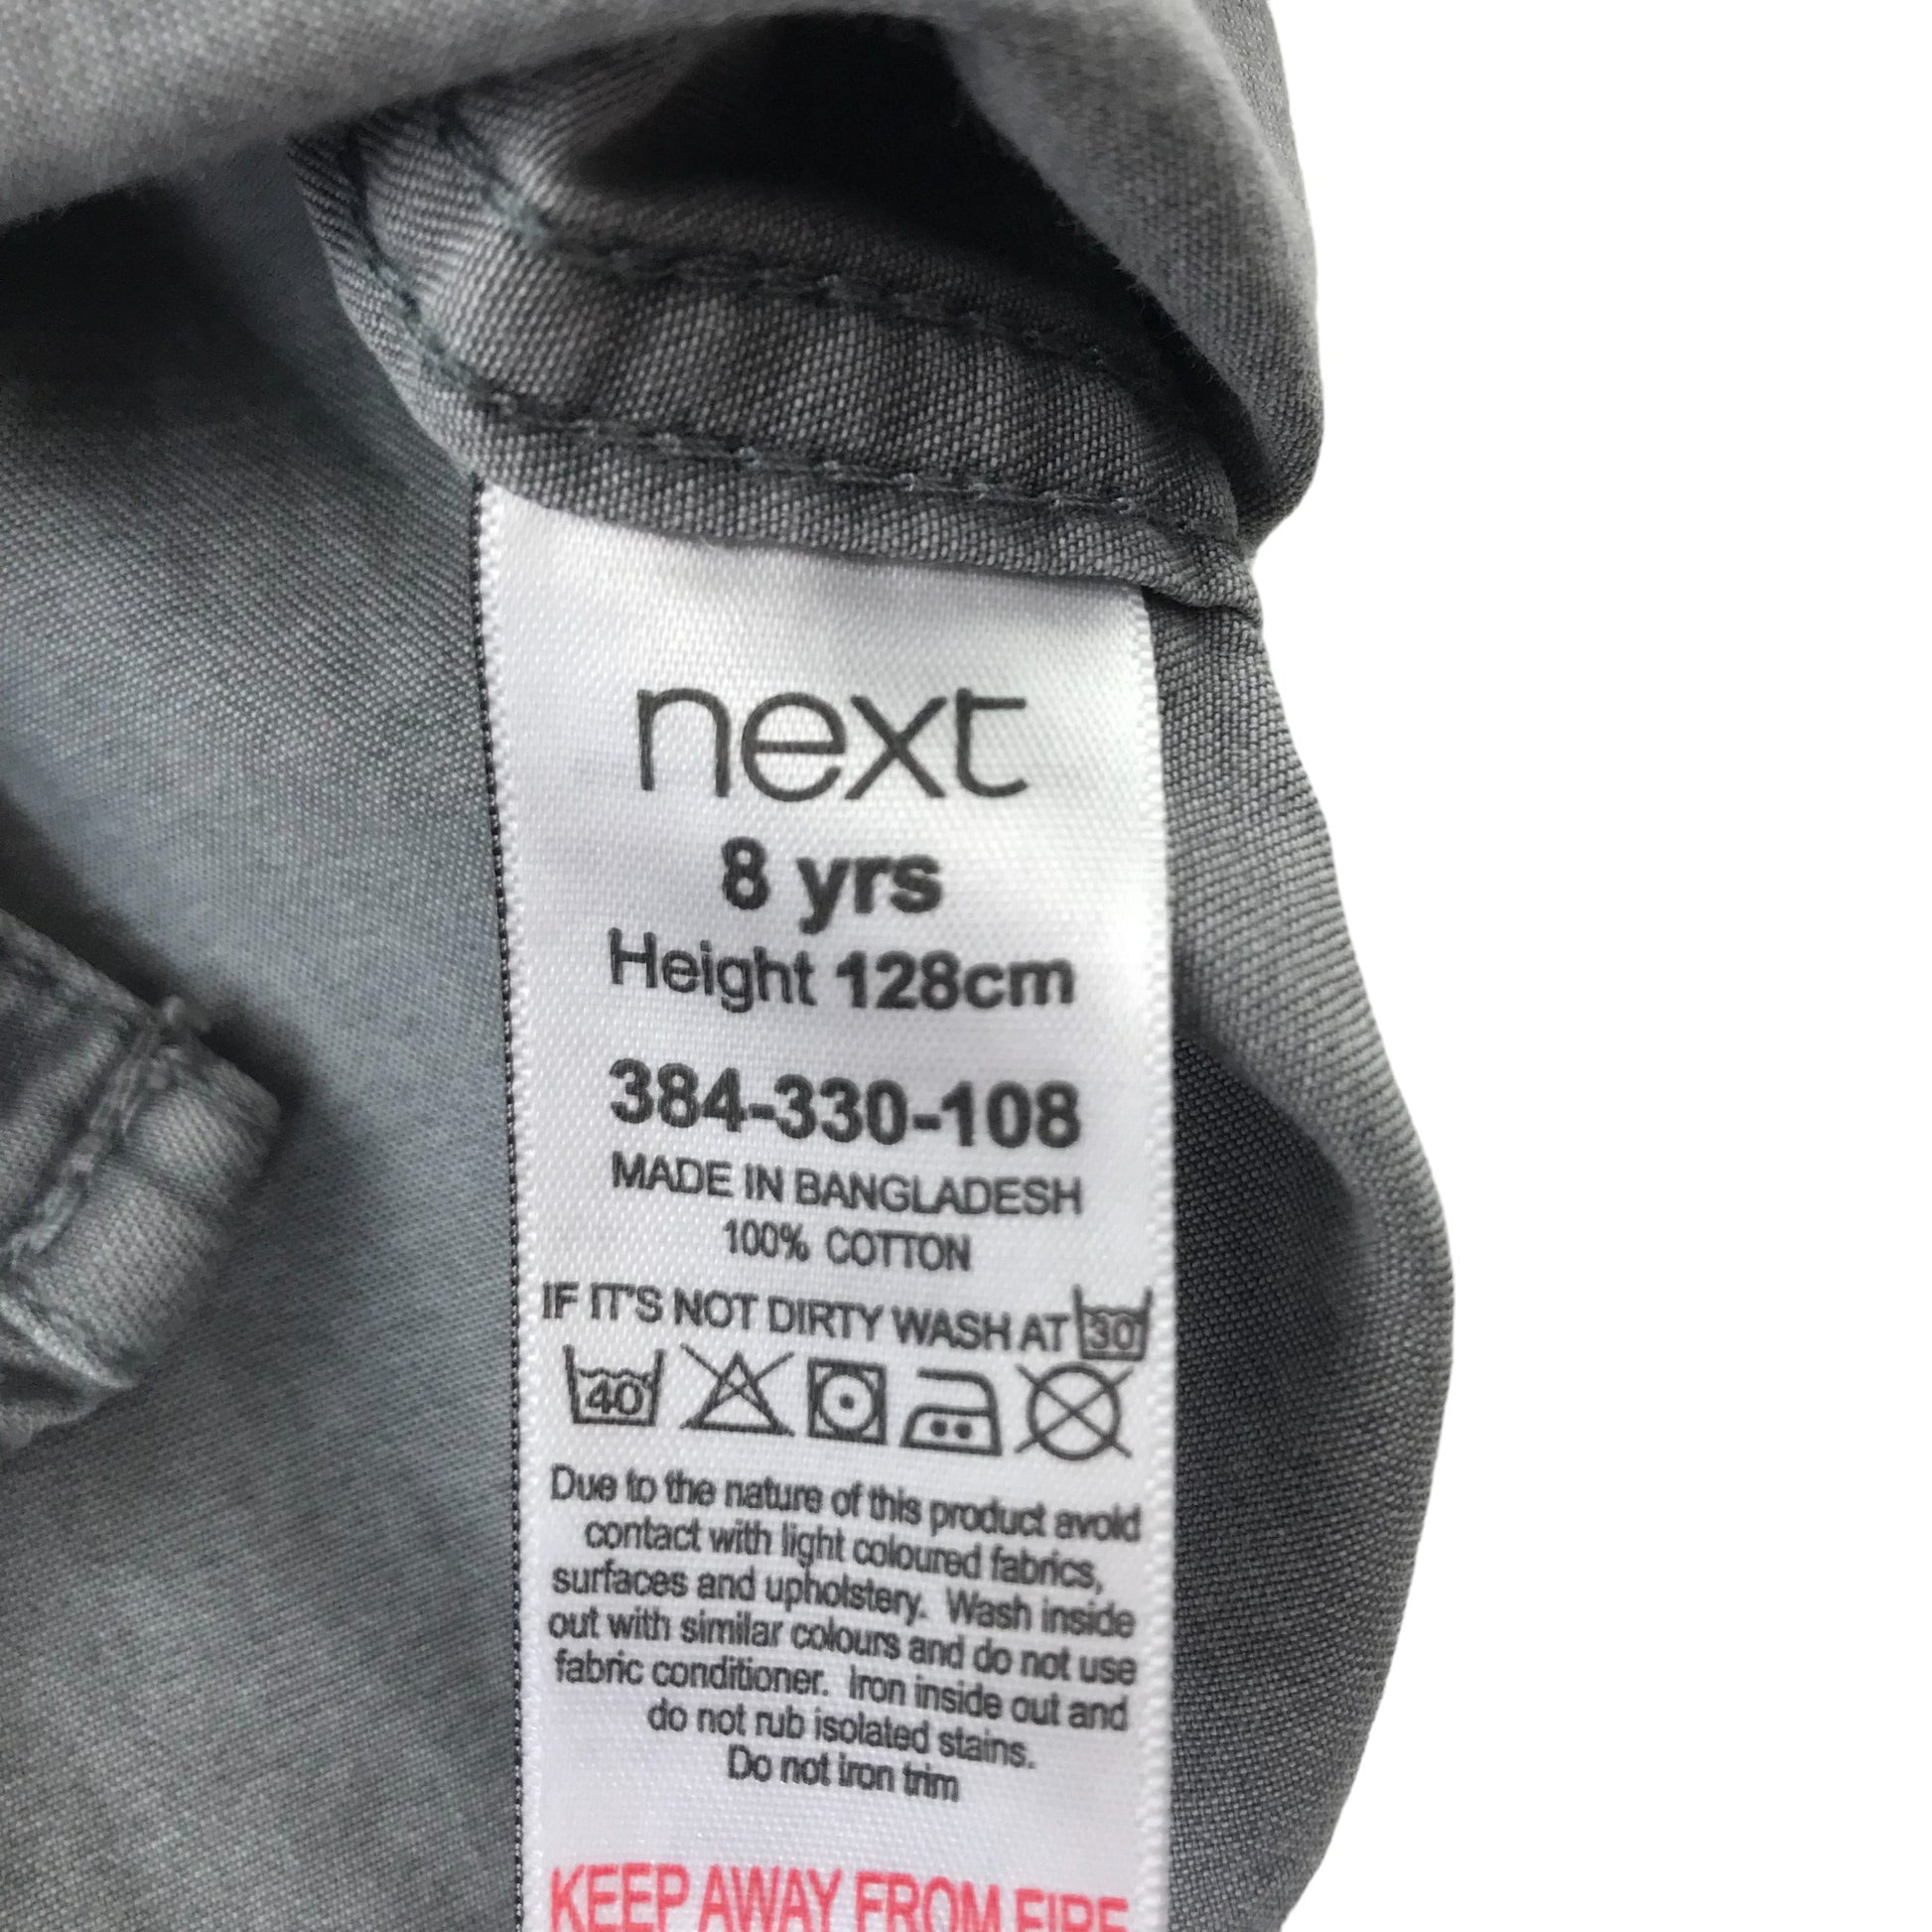 next
8 yrs
Height 128cm
384-330-108
MADE IN BANGLADESH
100% COTTON
IF IT'S NOT DIRTY WASH AT 30
40
Due to the nature of this product avoid
contact with light coloured fabrics,
surfaces and upholstery. Wash inside
out with similar colours and do not use
fabric conditioner. Iron inside out and
do not rub isolated stains.
Do not iron trim
KEEP AWAY FROM FIRE